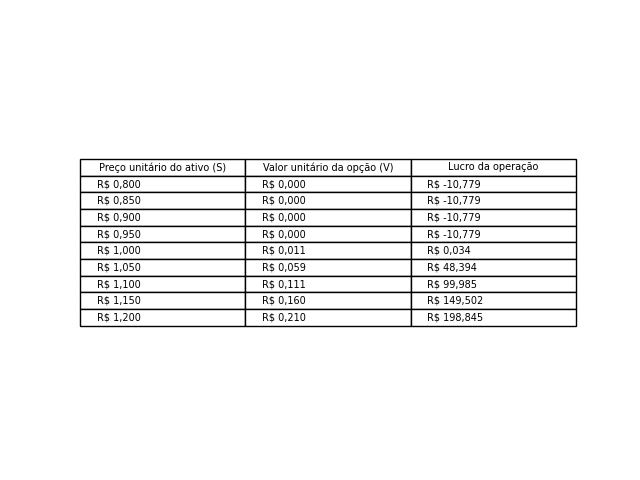 Preço unitário do ativo (S) Valor unitário da opção (V) Lucro da operação
R$ 0,800 R$ 0,000 R$ -10,779
R$ 0,850 R$ 0,000 R$ -10,779
R$ 0,900 R$ 0,000 R$ -10,779
R$ 0,950 R$ 0,000 R$ -10,779
R$ 1,000 R$ 0,011 R$ 0,034
R$ 1,050 R$ 0,059 R$ 48,394
R$ 1,100 R$ 0,111 R$ 99,985
R$ 1,150 R$ 0,160 R$ 149,502
R$ 1,200 R$ 0,210 R$ 198,845